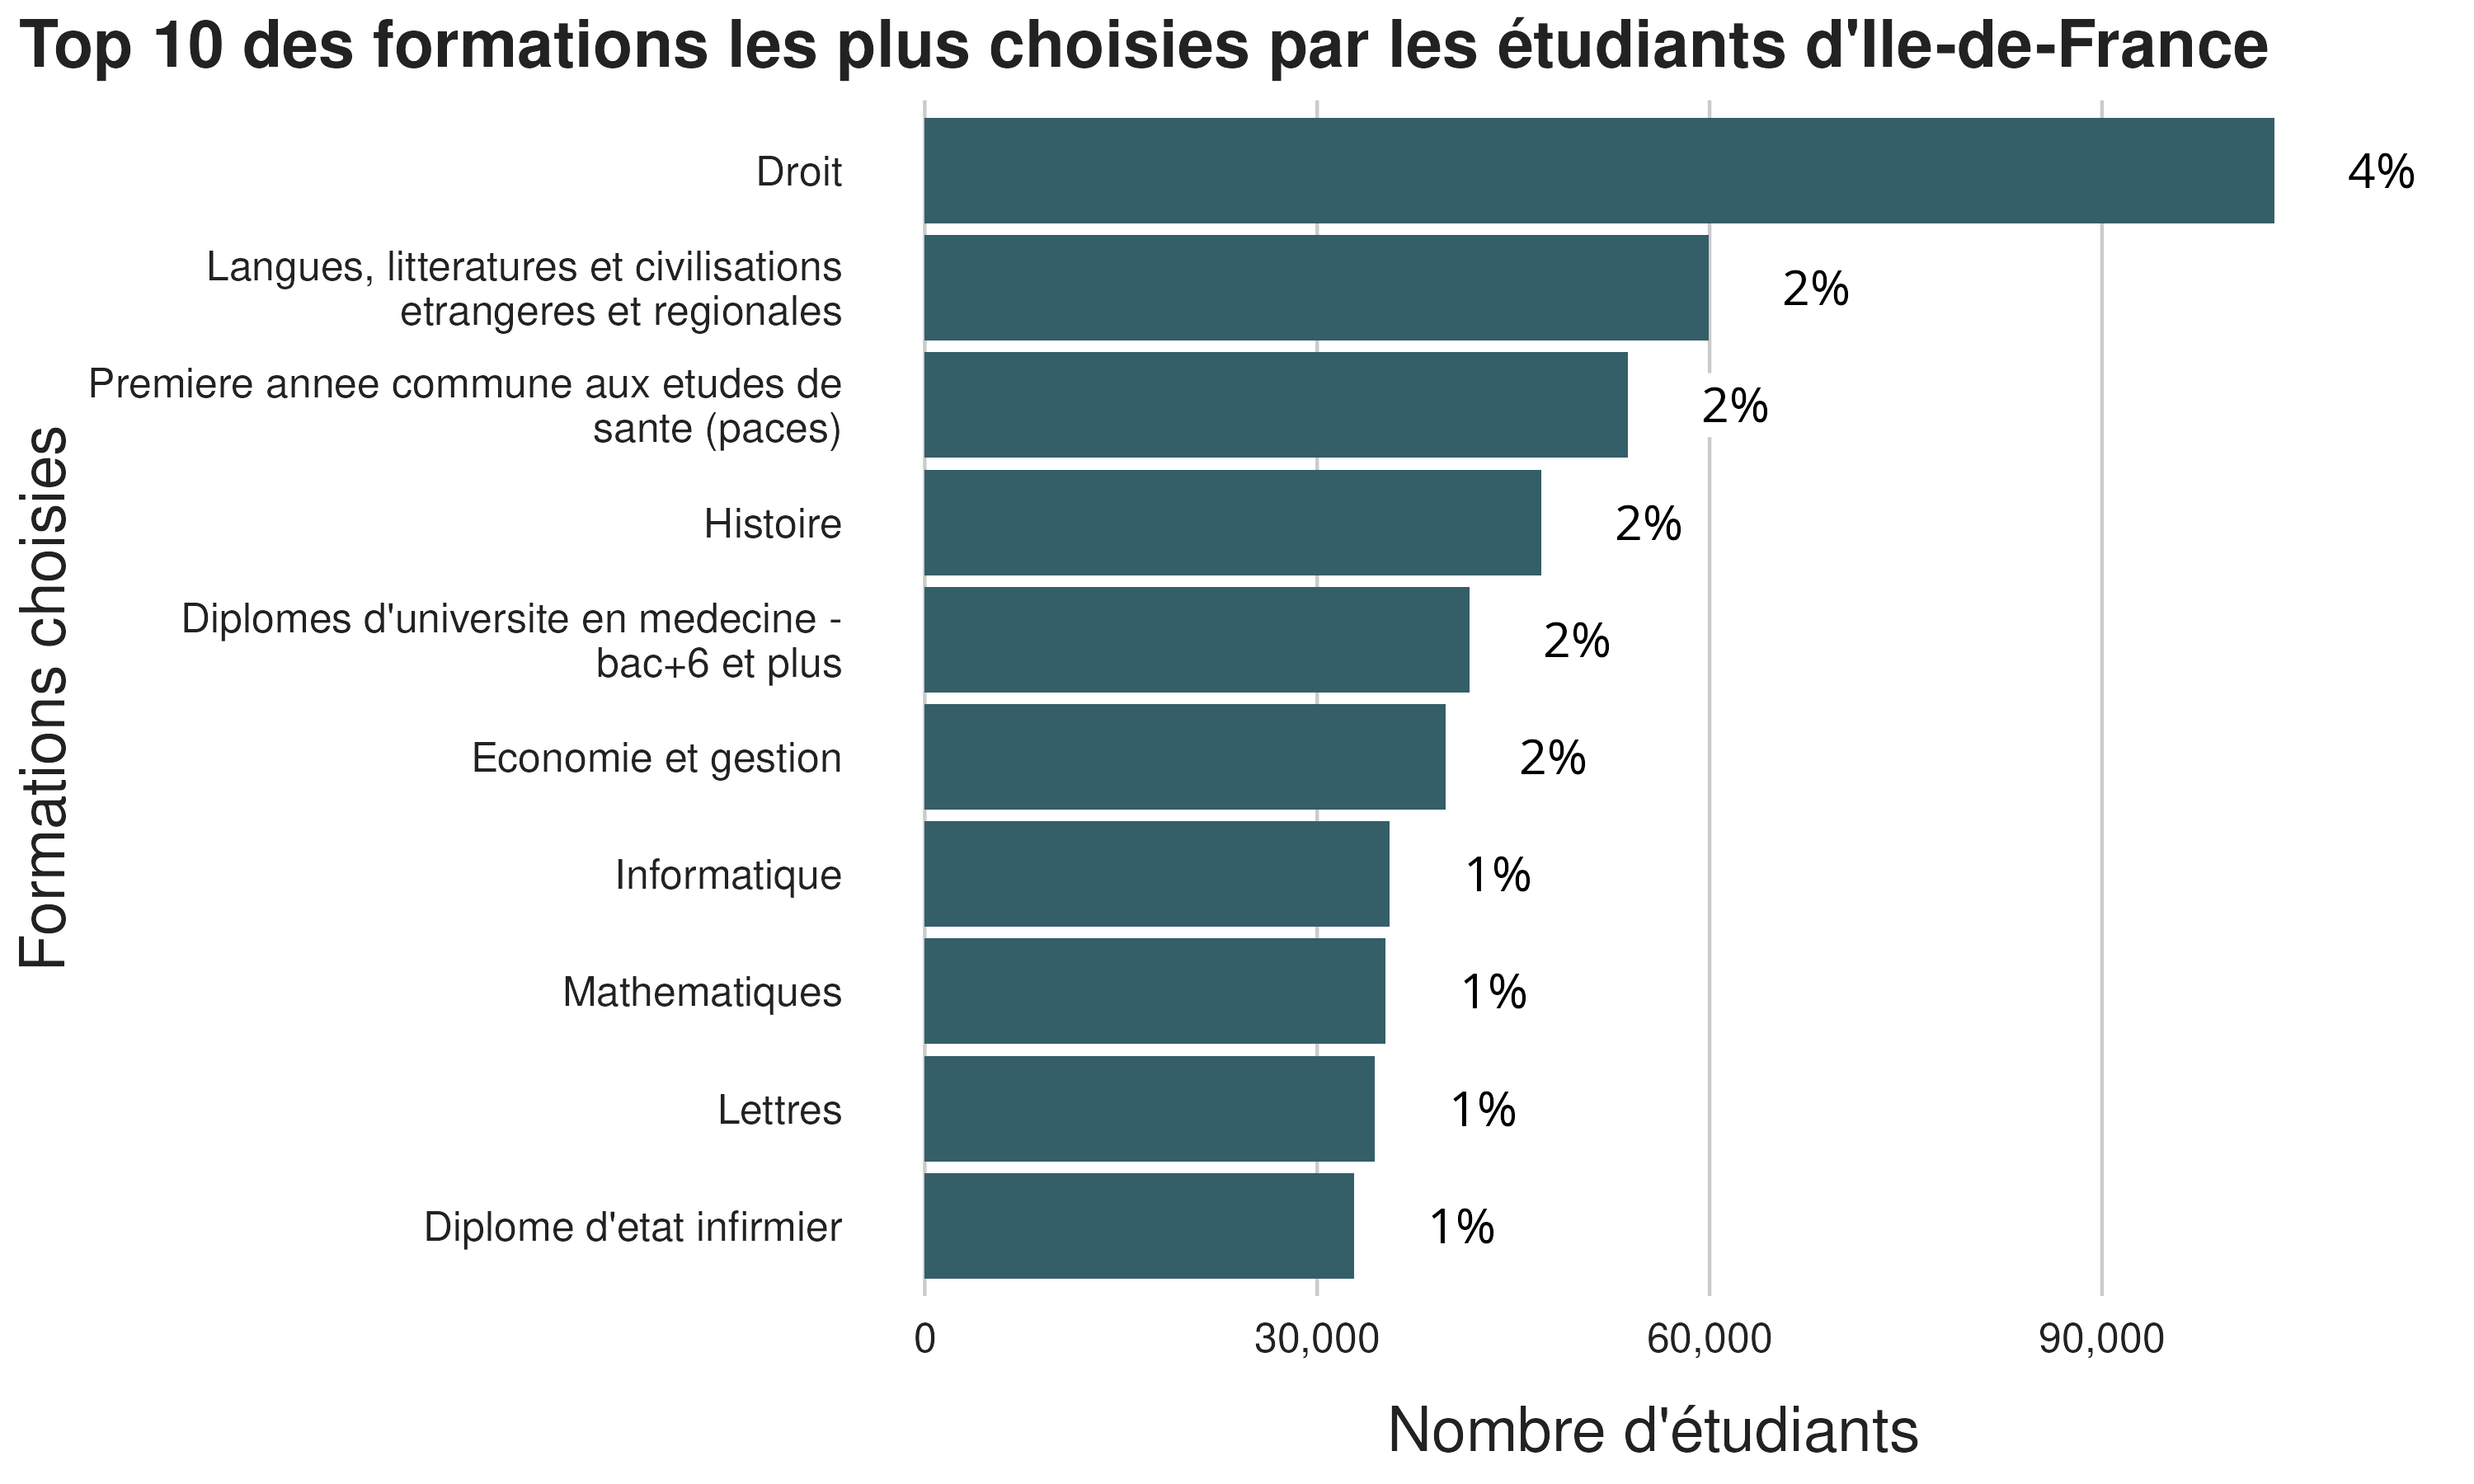 Top 10 des formations les plus choisies par les étudiants d'Ile-de-France
Formations choisies
Droit
4%
Langues, litteratures et civilisations
etrangeres et regionales
2%
Premiere annee commune aux etudes de
sante (paces)
2%
Histoire
2%
Diplomes d'universite en medecine -
bac+6 et plus
2%
Economie et gestion
2%
Informatique
1%
Mathematiques
1%
Lettres
1%
Diplome d'etat infirmier
1%
0
30,000
60,000
90,000
Nombre d'étudiants